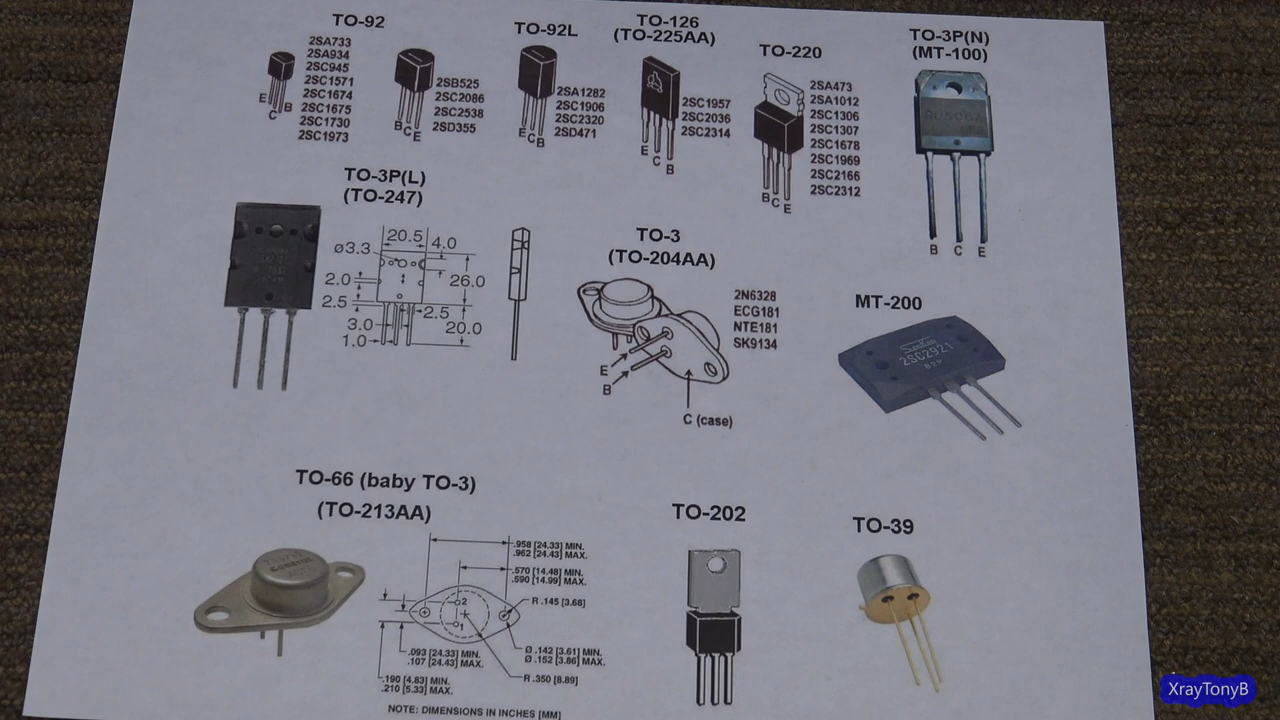 TO-92
2SA733
2SA934
2SC945
2SC1571
2SC1674
2SC1675
2SC1730
2SC1973
E
C
B
2SB525
2SC2086
2SC2538
2SD355
B
C
E
TO-92L
2SA1282
2SC1906
2SC2320
2SD471
E
C
B
TO-126
(TO-225AA)
2SC1957
2SC2036
2SC2314
E
C
B
TO-220
2SA473
2SA1012
2SC1306
2SC1307
2SC1678
2SC1969
2SC2166
2SC2312
B
C
E
TO-3P(N)
(MT-100)
B C E
TO-3P(L)
(TO-247)
20.5
4.0
ø3.3
2.0
26.0
2.5
2.5
3.0
20.0
1.0
TO-3
(TO-204AA)
2N6328
ECG181
NTE181
SK9134
E
B
C (case)
MT-200
SanKen
2SC2921
TO-66 (baby TO-3)
(TO-213AA)
.958 [24.33] MIN.
.962 [24.43] MAX.
.570 [14.48] MIN.
.590 [14.99] MAX.
R .145 [3.68]
2
1
.093 [24.33] MIN.
.107 [24.43] MAX.
Ø .142 [3.61] MIN.
Ø .152 [3.86] MAX.
.190 [4.83] MIN.
.210 [5.33] MAX.
R .350 [8.89]
NOTE: DIMENSIONS IN INCHES [MM]
TO-202
TO-39
XrayTonyB